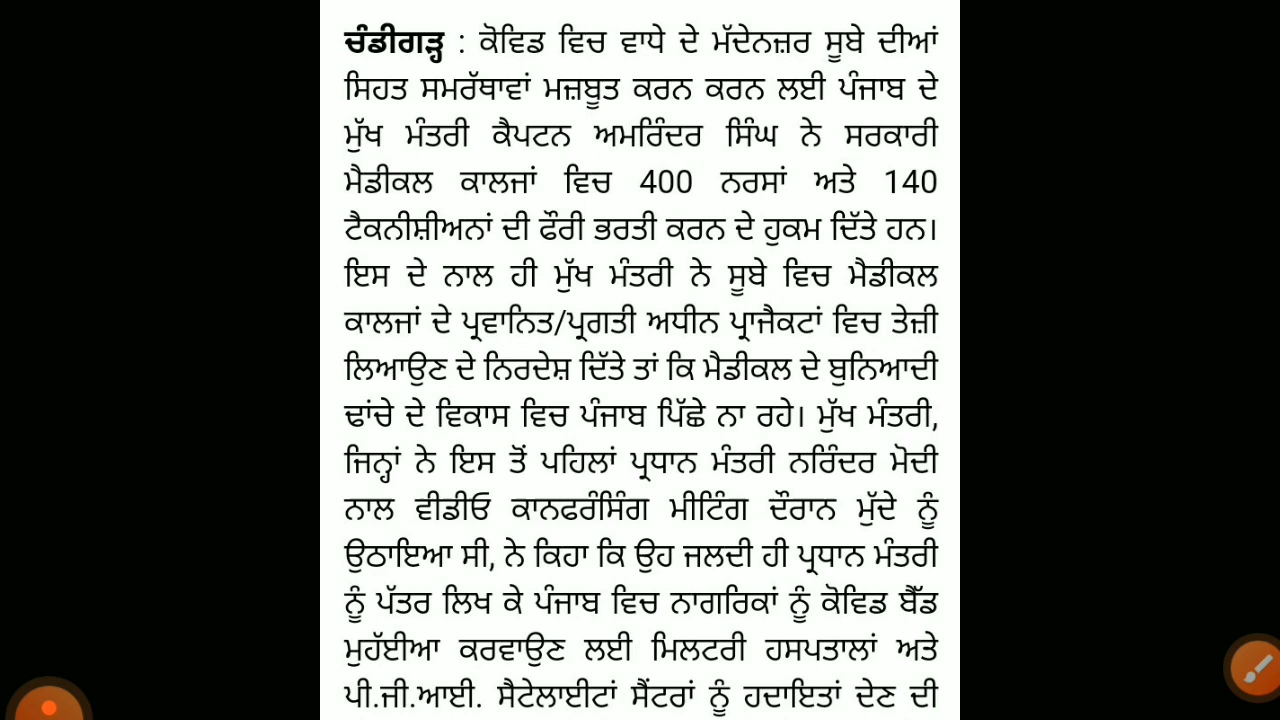 ਚੰਡੀਗੜ੍ਹ : ਕੋਵਿਡ ਵਿਚ ਵਾਧੇ ਦੇ ਮੱਦੇਨਜ਼ਰ ਸੂਬੇ ਦੀਆਂ
ਸਿਹਤ ਸਮਰੱਥਾਵਾਂ ਮਜ਼ਬੂਤ ਕਰਨ ਕਰਨ ਲਈ ਪੰਜਾਬ ਦੇ
ਮੁੱਖ ਮੰਤਰੀ ਕੈਪਟਨ ਅਮਰਿੰਦਰ ਸਿੰਘ ਨੇ ਸਰਕਾਰੀ
ਮੈਡੀਕਲ ਕਾਲਜਾਂ ਵਿਚ 400 ਨਰਸਾਂ ਅਤੇ 140
ਟੈਕਨੀਸ਼ੀਅਨਾਂ ਦੀ ਫੌਰੀ ਭਰਤੀ ਕਰਨ ਦੇ ਹੁਕਮ ਦਿੱਤੇ ਹਨ।
ਇਸ ਦੇ ਨਾਲ ਹੀ ਮੁੱਖ ਮੰਤਰੀ ਨੇ ਸੂਬੇ ਵਿਚ ਮੈਡੀਕਲ
ਕਾਲਜਾਂ ਦੇ ਪ੍ਰਵਾਨਿਤ/ਪ੍ਰਗਤੀ ਅਧੀਨ ਪ੍ਰਾਜੈਕਟਾਂ ਵਿਚ ਤੇਜ਼ੀ
ਲਿਆਉਣ ਦੇ ਨਿਰਦੇਸ਼ ਦਿੱਤੇ ਤਾਂ ਕਿ ਮੈਡੀਕਲ ਦੇ ਬੁਨਿਆਦੀ
ਢਾਂਚੇ ਦੇ ਵਿਕਾਸ ਵਿਚ ਪੰਜਾਬ ਪਿੱਛੇ ਨਾ ਰਹੇ। ਮੁੱਖ ਮੰਤਰੀ,
ਜਿਨ੍ਹਾਂ ਨੇ ਇਸ ਤੋਂ ਪਹਿਲਾਂ ਪ੍ਰਧਾਨ ਮੰਤਰੀ ਨਰਿੰਦਰ ਮੋਦੀ
ਨਾਲ ਵੀਡੀਓ ਕਾਨਫਰੰਸਿੰਗ ਮੀਟਿੰਗ ਦੌਰਾਨ ਮੁੱਦੇ ਨੂੰ
ਉਠਾਇਆ ਸੀ, ਨੇ ਕਿਹਾ ਕਿ ਉਹ ਜਲਦੀ ਹੀ ਪ੍ਰਧਾਨ ਮੰਤਰੀ
ਨੂੰ ਪੱਤਰ ਲਿਖ ਕੇ ਪੰਜਾਬ ਵਿਚ ਨਾਗਰਿਕਾਂ ਨੂੰ ਕੋਵਿਡ ਬੈੱਡ
ਮੁਹੱਈਆ ਕਰਵਾਉਣ ਲਈ ਮਿਲਟਰੀ ਹਸਪਤਾਲਾਂ ਅਤੇ
ਪੀ.ਜੀ.ਆਈ. ਸੈਟੇਲਾਈਟਾਂ ਸੈਂਟਰਾਂ ਨੂੰ ਹਦਾਇਤਾਂ ਦੇਣ ਦੀ